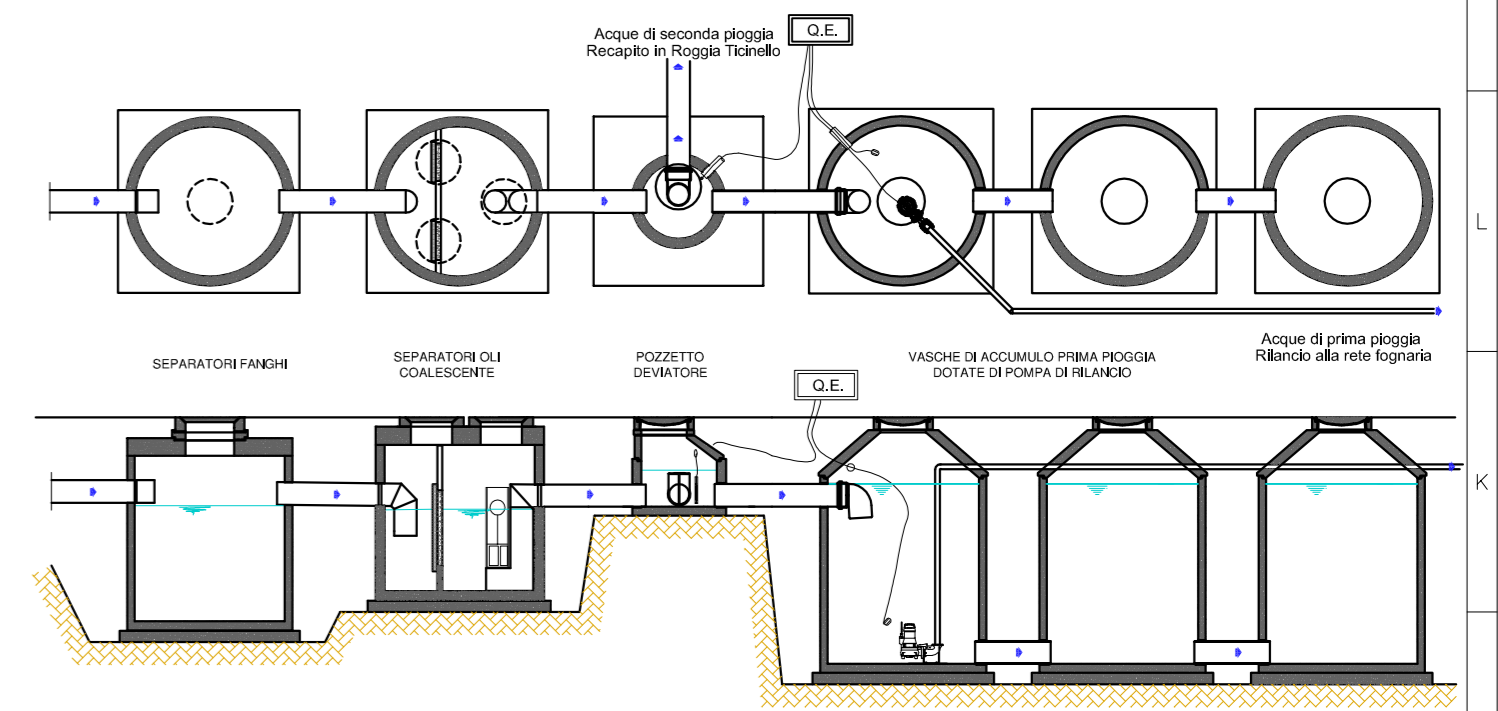 Acque di seconda pioggia
Recapito in Roggia Ticinello
Q.E.
L
Acque di prima pioggia
Rilancio alla rete fognaria
SEPARATORI FANGHI
SEPARATORI OLI
COALESCENTE
POZZETTO
DEVIATORE
VASCHE DI ACCUMULO PRIMA PIOGGIA
DOTATE DI POMPA DI RILANCIO
Q.E.
K